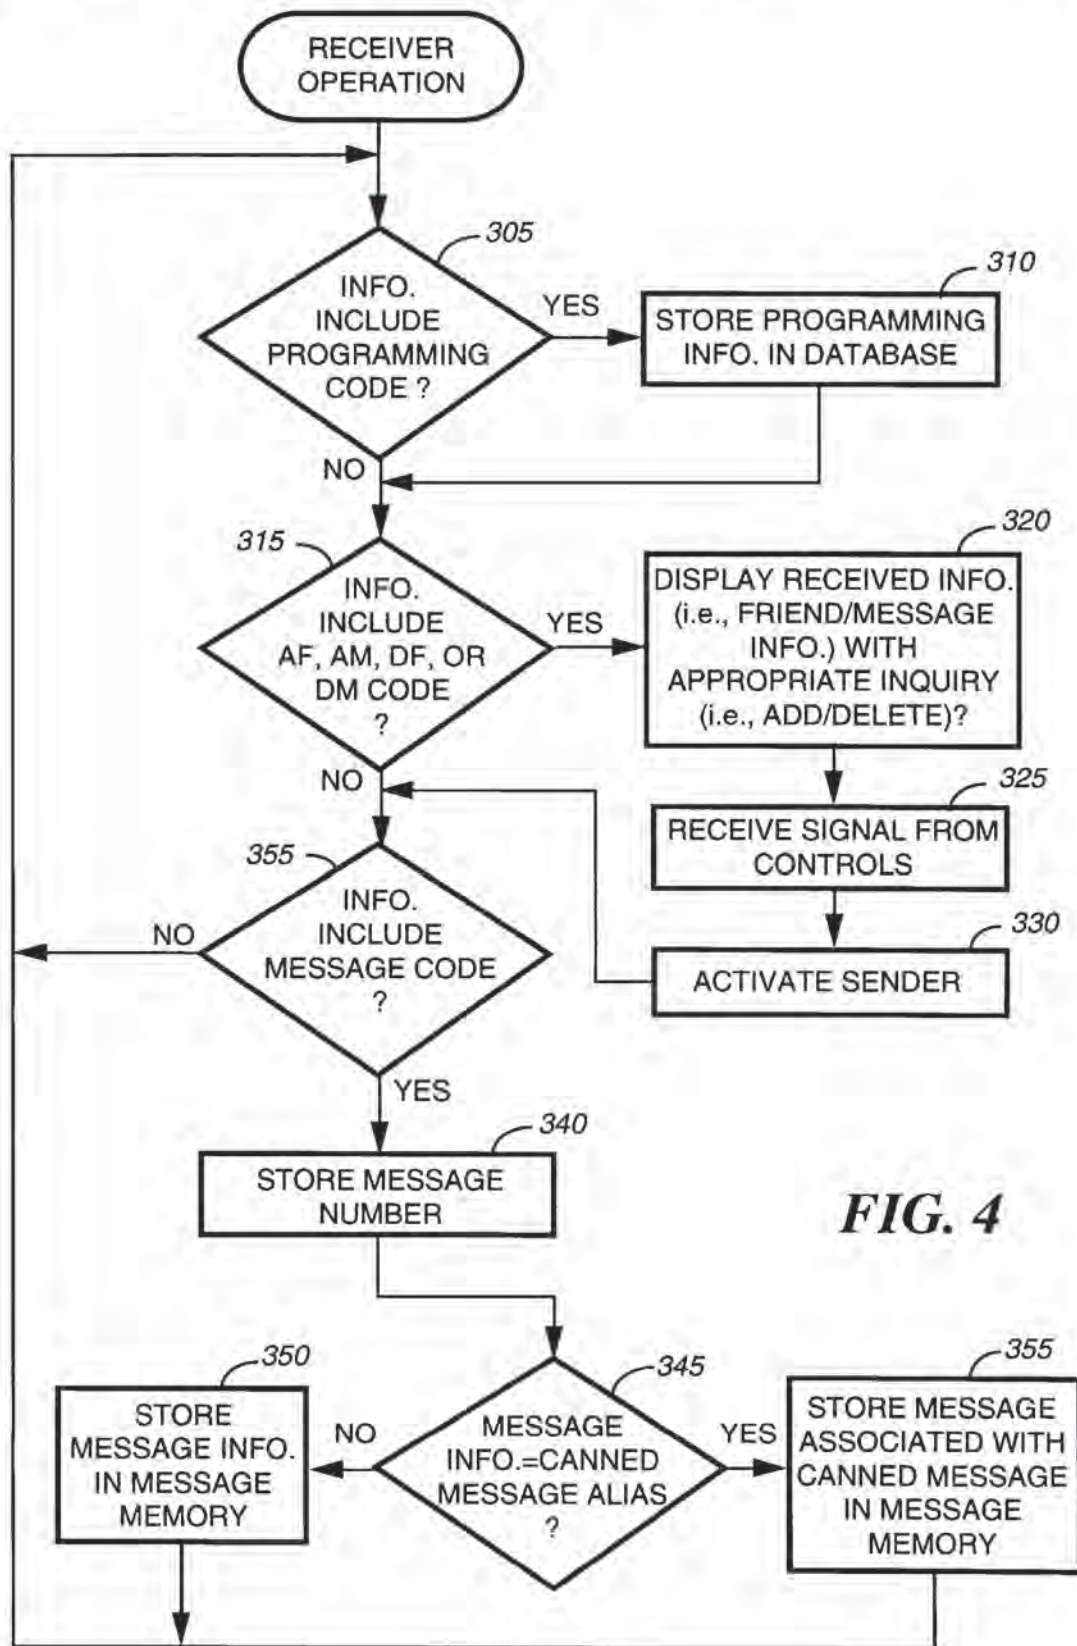 RECEIVER
OPERATION
305
INFO.
INCLUDE
PROGRAMMING
CODE ?
YES
310
STORE PROGRAMMING
INFO. IN DATABASE
NO
315
INFO.
INCLUDE
AF, AM, DF, OR
DM CODE
?
YES
320
DISPLAY RECEIVED INFO.
(i.e., FRIEND/MESSAGE
INFO.) WITH
APPROPRIATE INQUIRY
(i.e., ADD/DELETE)?
NO
325
RECEIVE SIGNAL FROM
CONTROLS
330
ACTIVATE SENDER
355
INFO.
INCLUDE
MESSAGE CODE
?
NO
YES
340
STORE MESSAGE
NUMBER
FIG. 4
345
MESSAGE
INFO.=CANNED
MESSAGE ALIAS
?
NO
350
STORE
MESSAGE INFO.
IN MESSAGE
MEMORY
YES
355
STORE MESSAGE
ASSOCIATED WITH
CANNED MESSAGE
IN MESSAGE
MEMORY